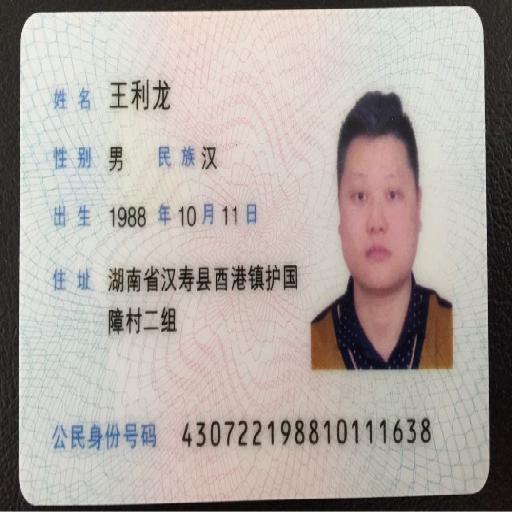 姓名 王利龙
性别 男 民族 汉
出生 1988 年 10 月 11 日
住址 湖南省汉寿县酉港镇护国
障村二组
公民身份号码 430722198810111638